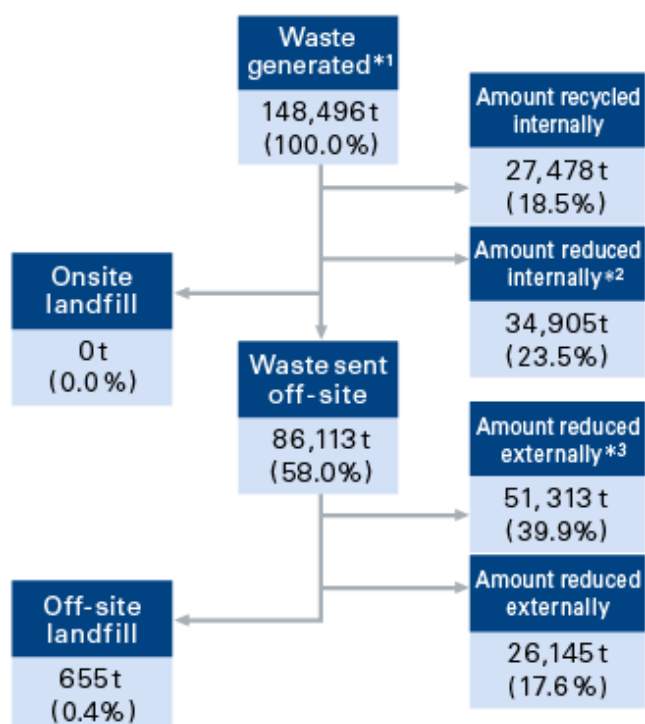 Waste
generated*1
148,496t
(100.0%)
Amount recycled
internally
27,478t
(18.5%)
Amount reduced
internally*2
34,905t
(23.5%)
Onsite
landfill
0t
(0.0%)
Waste sent
off-site
86,113t
(58.0%)
Amount reduced
externally*3
51,313t
(39.9%)
Amount reduced
externally
26,145t
(17.6%)
Off-site
landfill
655t
(0.4%)